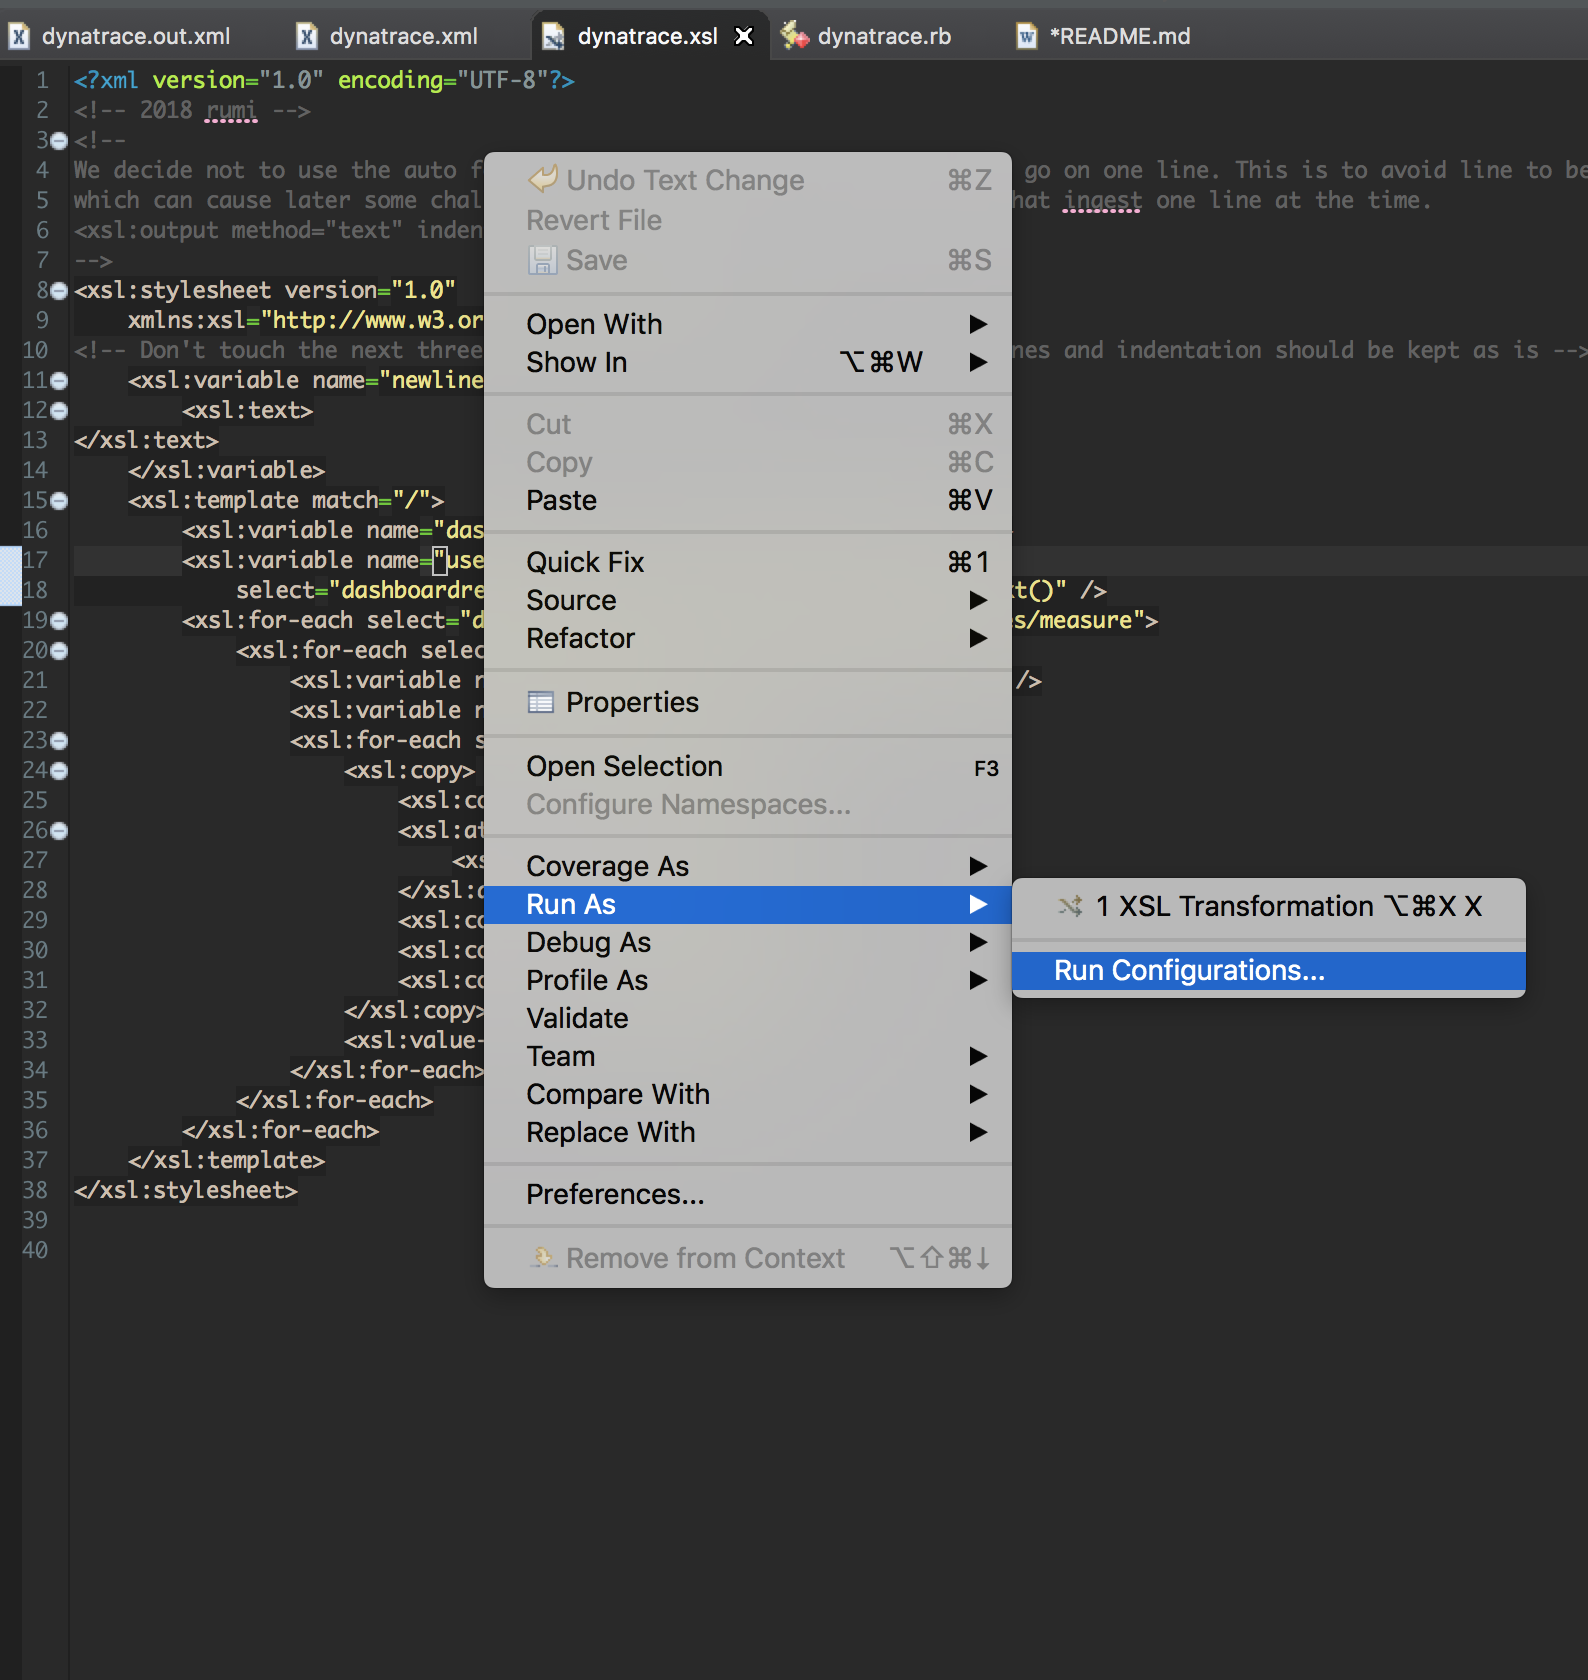 dynatrace.out.xml dynatrace.xml dynatrace.xsl dynatrace.rb *README.md
1 <?xml version="1.0" encoding="UTF-8"?>
2 <!-- 2018 rumi -->
3 <!--
4 We decide not to use the auto f go on one line. This is to avoid line to be
5 which can cause later some chal hat ingest one line at the time.
6 <xsl:output method="text" inden
7 -->
8 <xsl:stylesheet version="1.0"
9 xmlns:xsl="http://www.w3.or
10 <!-- Don't touch the next three nes and indentation should be kept as is -->
11 <xsl:variable name="newline
12 <xsl:text>
13 </xsl:text>
14 </xsl:variable>
15 <xsl:template match="/">
16 <xsl:variable name="das
17 <xsl:variable name="use
18 select="dashboardre xt()" />
19 <xsl:for-each select="d s/measure">
20 <xsl:for-each selec
21 <xsl:variable n />
22 <xsl:variable n
23 <xsl:for-each s
24 <xsl:copy>
25 <xsl:co
26 <xsl:at
27 <xs
28 </xsl:a
29 <xsl:co
30 <xsl:co
31 <xsl:co
32 </xsl:copy>
33 <xsl:value-
34 </xsl:for-each>
35 </xsl:for-each>
36 </xsl:for-each>
37 </xsl:template>
38 </xsl:stylesheet>
39
40
Undo Text Change ⌘Z
Revert File
Save ⌘S
Open With
Show In ⌥⌘W
Cut ⌘X
Copy ⌘C
Paste ⌘V
Quick Fix ⌘1
Source
Refactor
Properties
Open Selection F3
Configure Namespaces...
Coverage As
Run As
Debug As
Profile As
Validate
Team
Compare With
Replace With
Preferences...
Remove from Context ⌥⇧⌘↓
1 XSL Transformation ⌥⌘X X
Run Configurations...